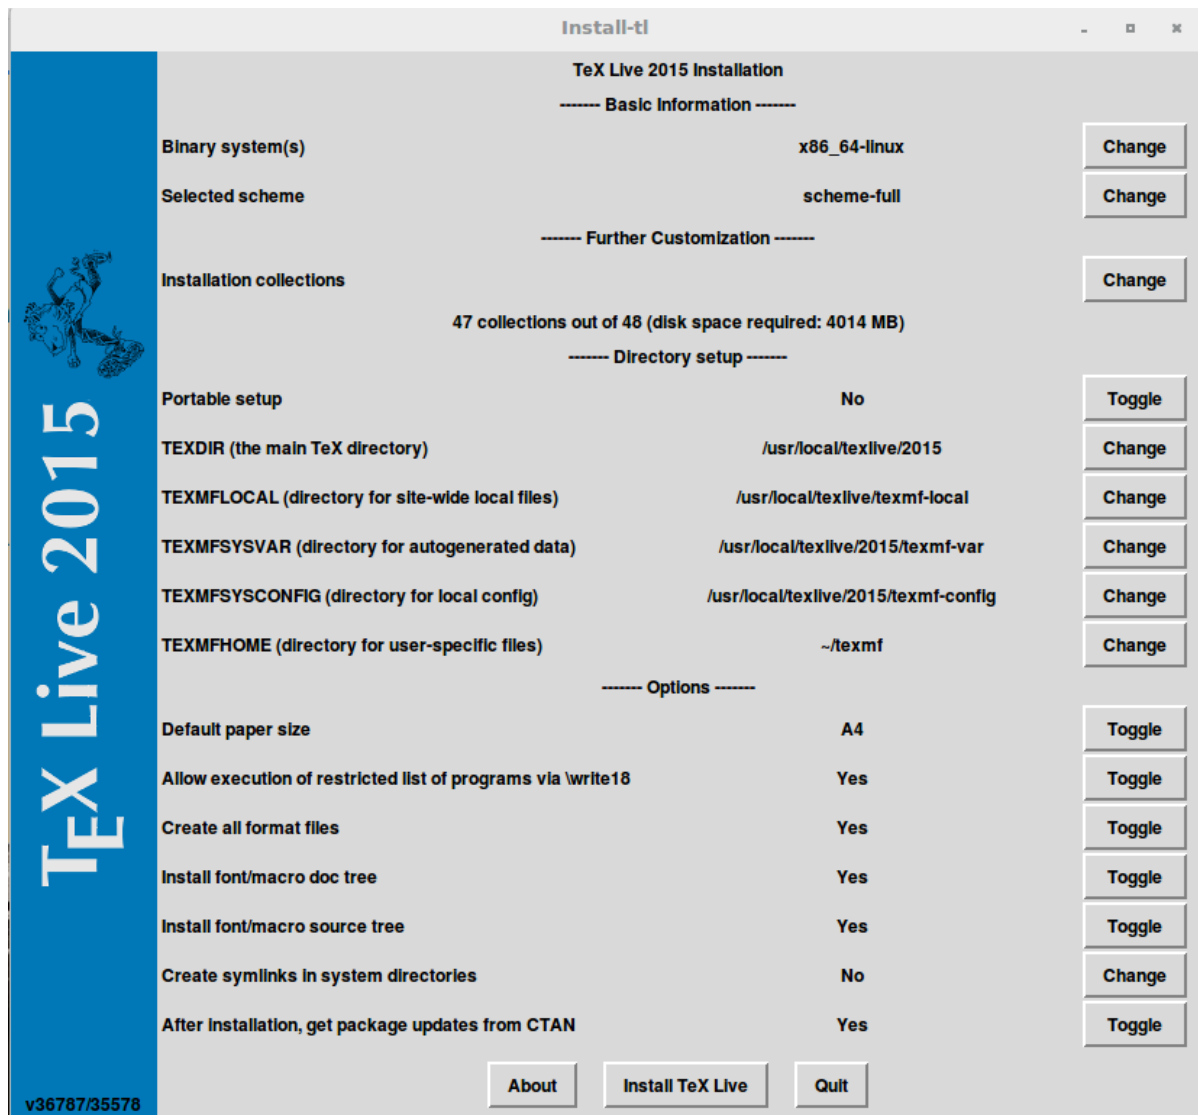 Install-tl
TeX Live 2015 Installation
------- Basic Information -------
Binary system(s) x86_64-linux Change
Selected scheme scheme-full Change
------- Further Customization -------
Installation collections Change
47 collections out of 48 (disk space required: 4014 MB)
------- Directory setup -------
Portable setup No Toggle
TEXDIR (the main TeX directory) /usr/local/texlive/2015 Change
TEXMFLOCAL (directory for site-wide local files) /usr/local/texlive/texmf-local Change
TEXMFSYSVAR (directory for autogenerated data) /usr/local/texlive/2015/texmf-var Change
TEXMFSYSCONFIG (directory for local config) /usr/local/texlive/2015/texmf-config Change
TEXMFHOME (directory for user-specific files) ~/texmf Change
------- Options -------
Default paper size A4 Toggle
Allow execution of restricted list of programs via \write18 Yes Toggle
Create all format files Yes Toggle
Install font/macro doc tree Yes Toggle
Install font/macro source tree Yes Toggle
Create symlinks in system directories No Change
After installation, get package updates from CTAN Yes Toggle
About Install TeX Live Quit
TEX Live 2015
v36787/35578